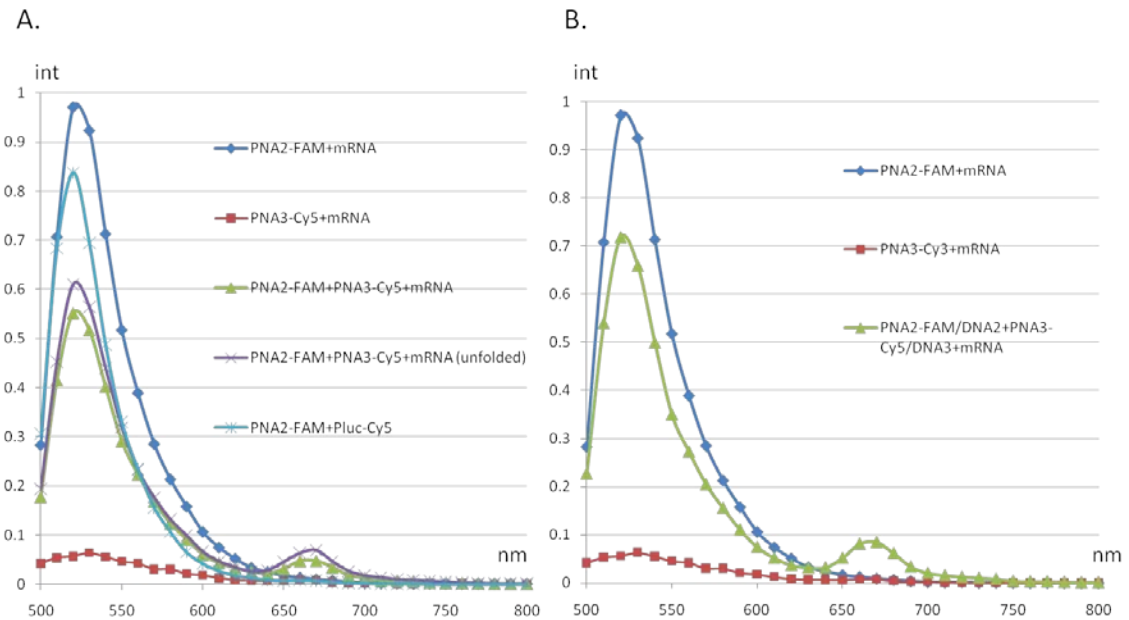 A.
int
1
0.9
0.8
0.7
0.6
0.5
0.4
0.3
0.2
0.1
0
500
550
600
650
700
750
800
nm
PNA2-FAM+mRNA
PNA3-Cy5+mRNA
PNA2-FAM+PNA3-Cy5+mRNA
PNA2-FAM+PNA3-Cy5+mRNA (unfolded)
PNA2-FAM+Pluc-Cy5
B.
int
1
0.9
0.8
0.7
0.6
0.5
0.4
0.3
0.2
0.1
0
500
550
600
650
700
750
800
nm
PNA2-FAM+mRNA
PNA3-Cy3+mRNA
PNA2-FAM/DNA2+PNA3-
Cy5/DNA3+mRNA